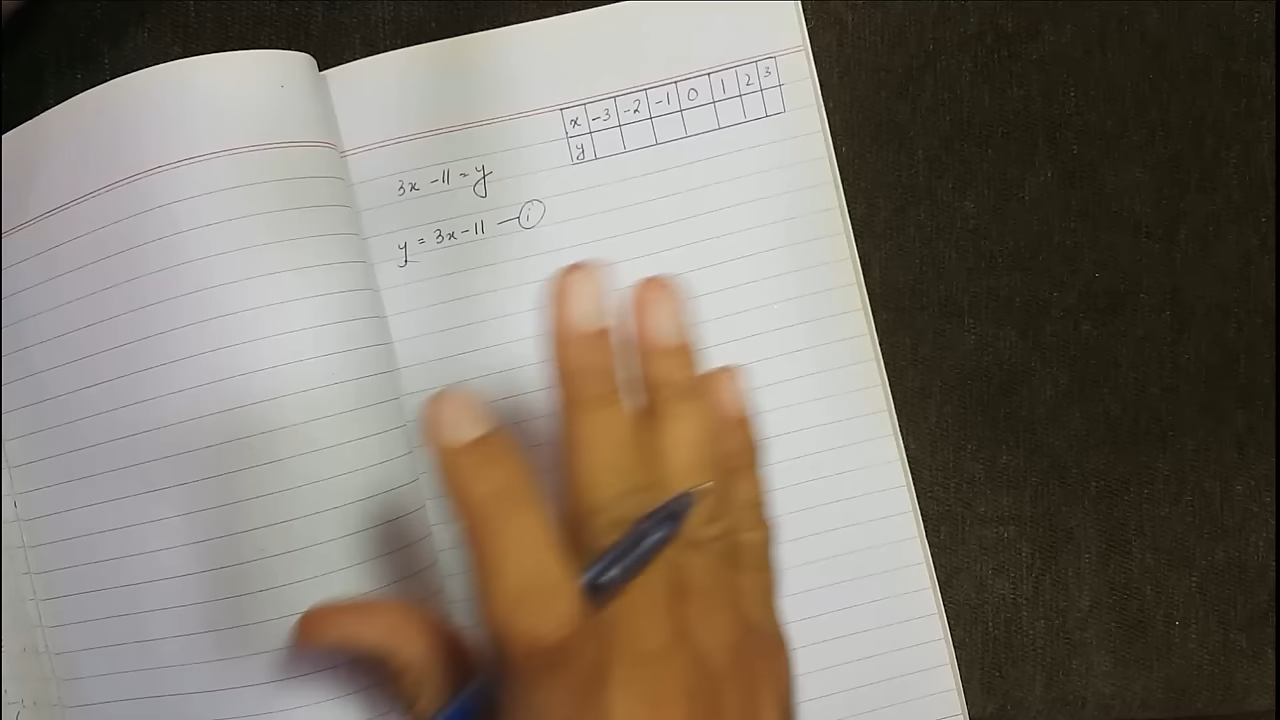 x -3 -2 -1 0 1 2 3
y
3x - 11 = y
y = 3x - 11 — i